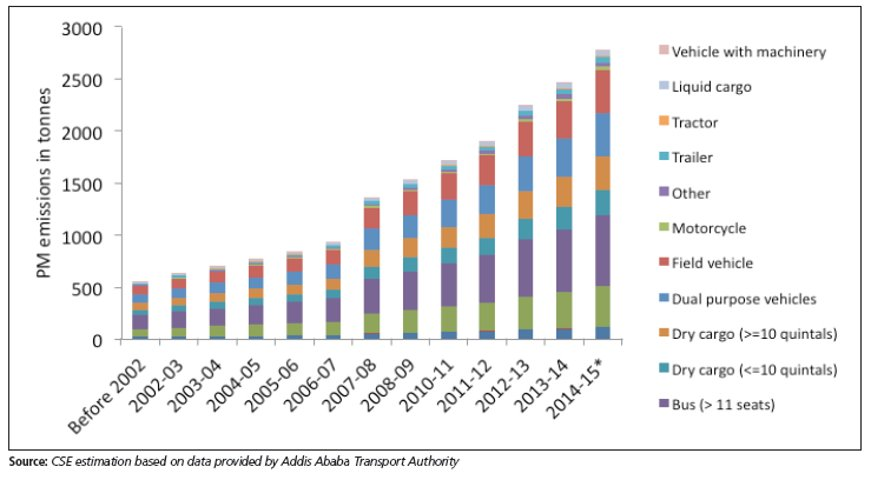 3000
2500
2000
1500
1000
500
0
PM emissions in tonnes
Before 2002
2002-03
2003-04
2004-05
2005-06
2006-07
2007-08
2008-09
2010-11
2011-12
2012-13
2013-14
2014-15*
Vehicle with machinery
Liquid cargo
Tractor
Trailer
Other
Motorcycle
Field vehicle
Dual purpose vehicles
Dry cargo (>=10 quintals)
Dry cargo (<=10 quintals)
Bus (> 11 seats)
Source: CSE estimation based on data provided by Addis Ababa Transport Authority